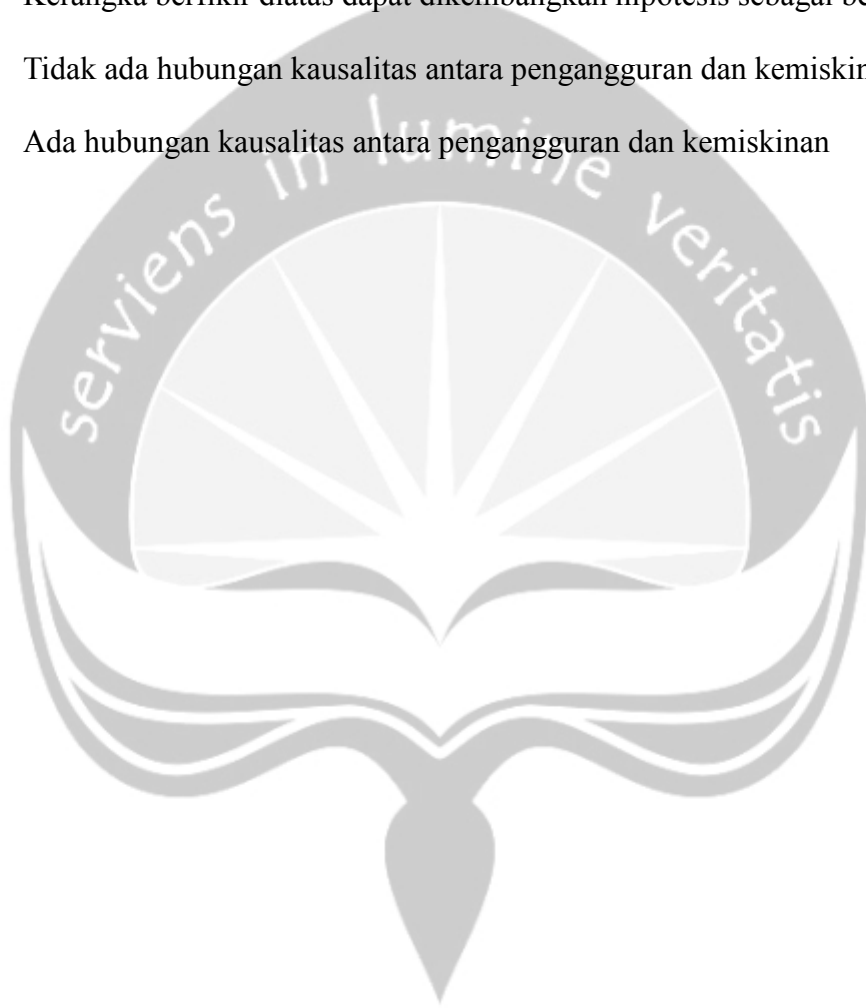 Kerangka berfikir diatas dapat dikembangkan hipotesis sebagai
Tidak ada hubungan kausalitas antara pengangguran dan
Ada hubungan kausalitas antara pengangguran dan kemiskinan
serviens in lumine veritatis